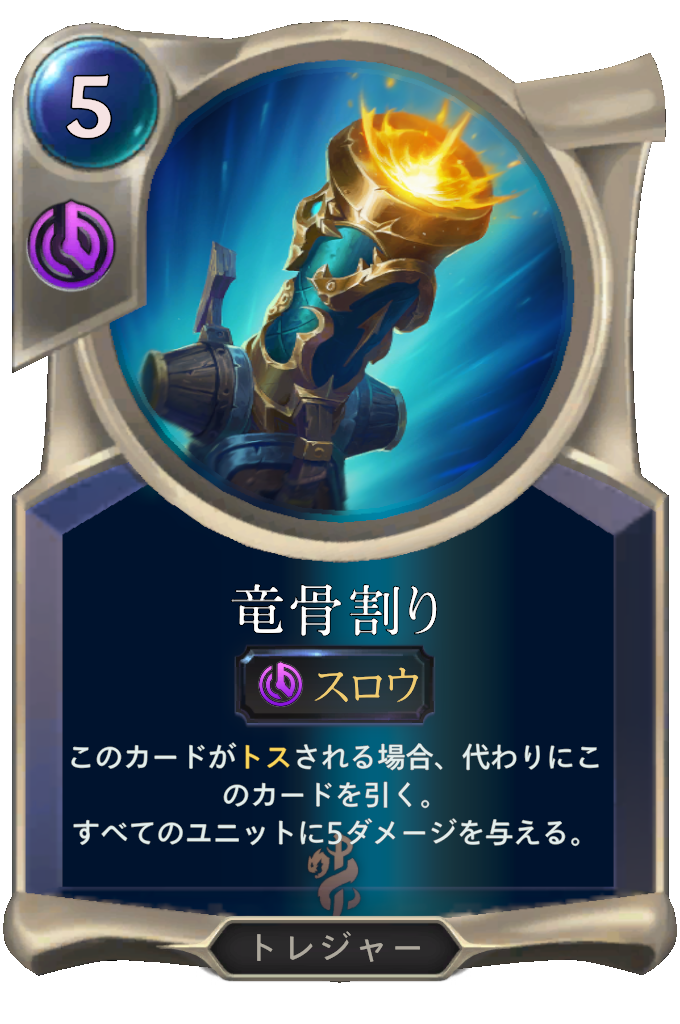 5
竜骨割り
スロウ
このカードがトスされる場合、代わりにこ
のカードを引く。
すべてのユニットに5ダメージを与える。
トレジャー